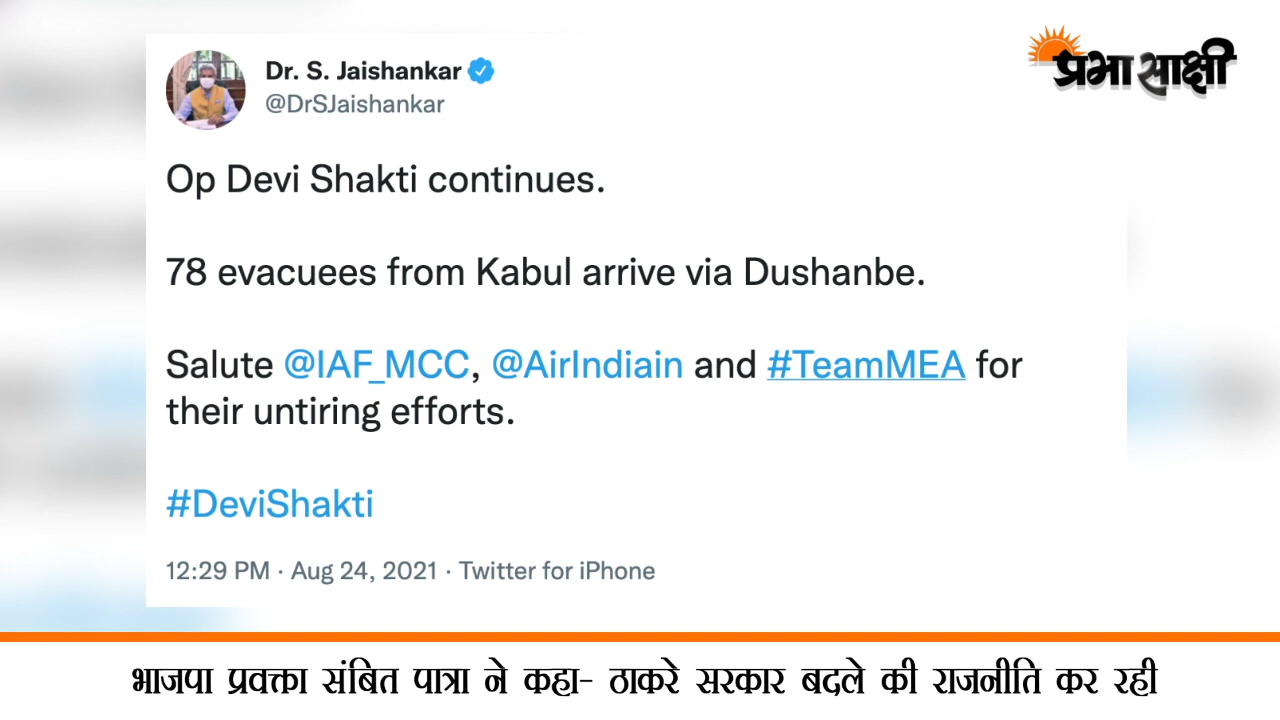 प्रभासाक्षी
Dr. S. Jaishankar
@DrSJaishankar
Op Devi Shakti continues.
78 evacuees from Kabul arrive via Dushanbe.
Salute @IAF_MCC, @AirIndiain and #TeamMEA for
their untiring efforts.
#DeviShakti
12:29 PM · Aug 24, 2021 · Twitter for iPhone
भाजपा प्रवक्ता संबित पात्रा ने कहा- ठाकरे सरकार बदले की राजनीति कर रही